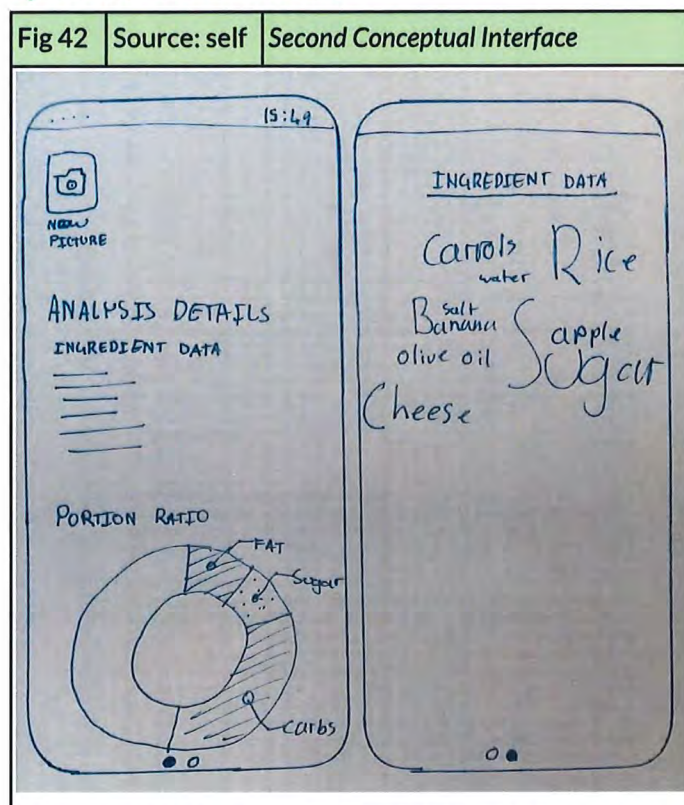 Fig 42 Source: self Second Conceptual Interface
15:49
NEW
PICTURE
ANALYSIS DETAILS
INGREDIENT DATA
PORTION RATIO
FAT
Sugar
Carbs
INGREDIENT DATA
Carrots Rice
water
salt
Banana apple
olive oil Sugar
Cheese